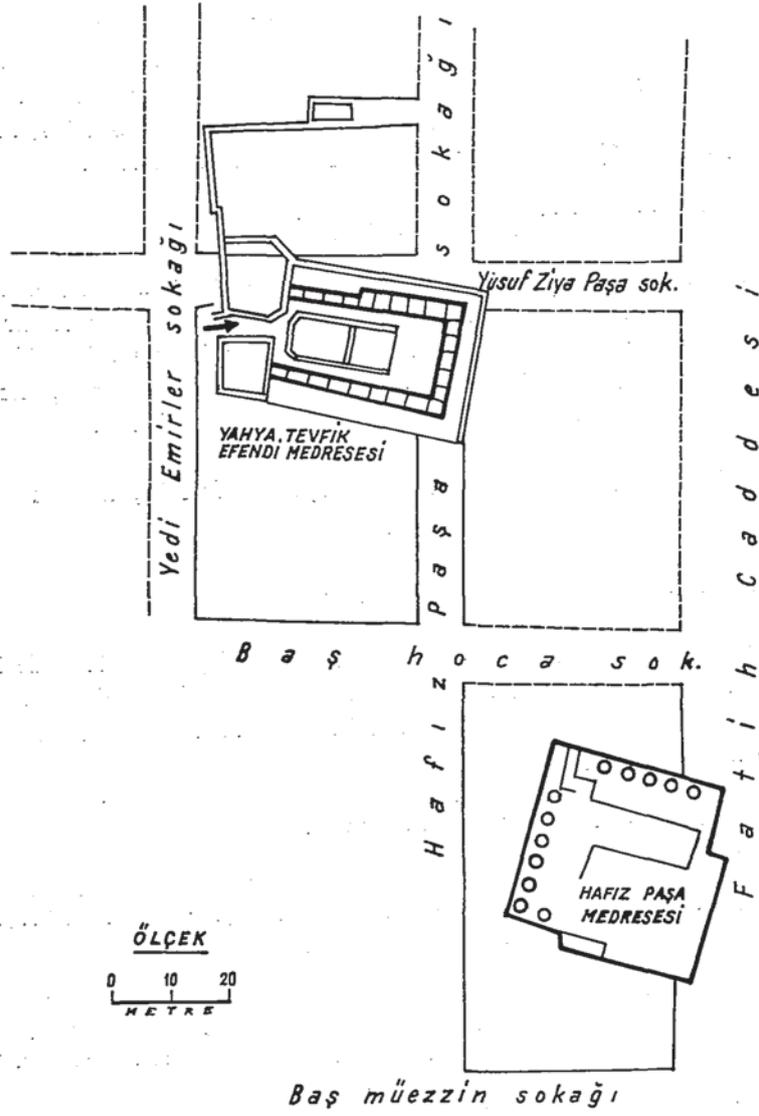 Yedi Emirler sokağı
Hafız Paşa sokağı
Yusuf Ziya Paşa sok.
Fatih Caddesi
YAHYA TEVFİK
EFENDİ MEDRESESİ
Baş hoca sok.
HAFIZ PAŞA
MEDRESESİ
ÖLÇEK
0 10 20
METRE
Baş müezzin sokağı